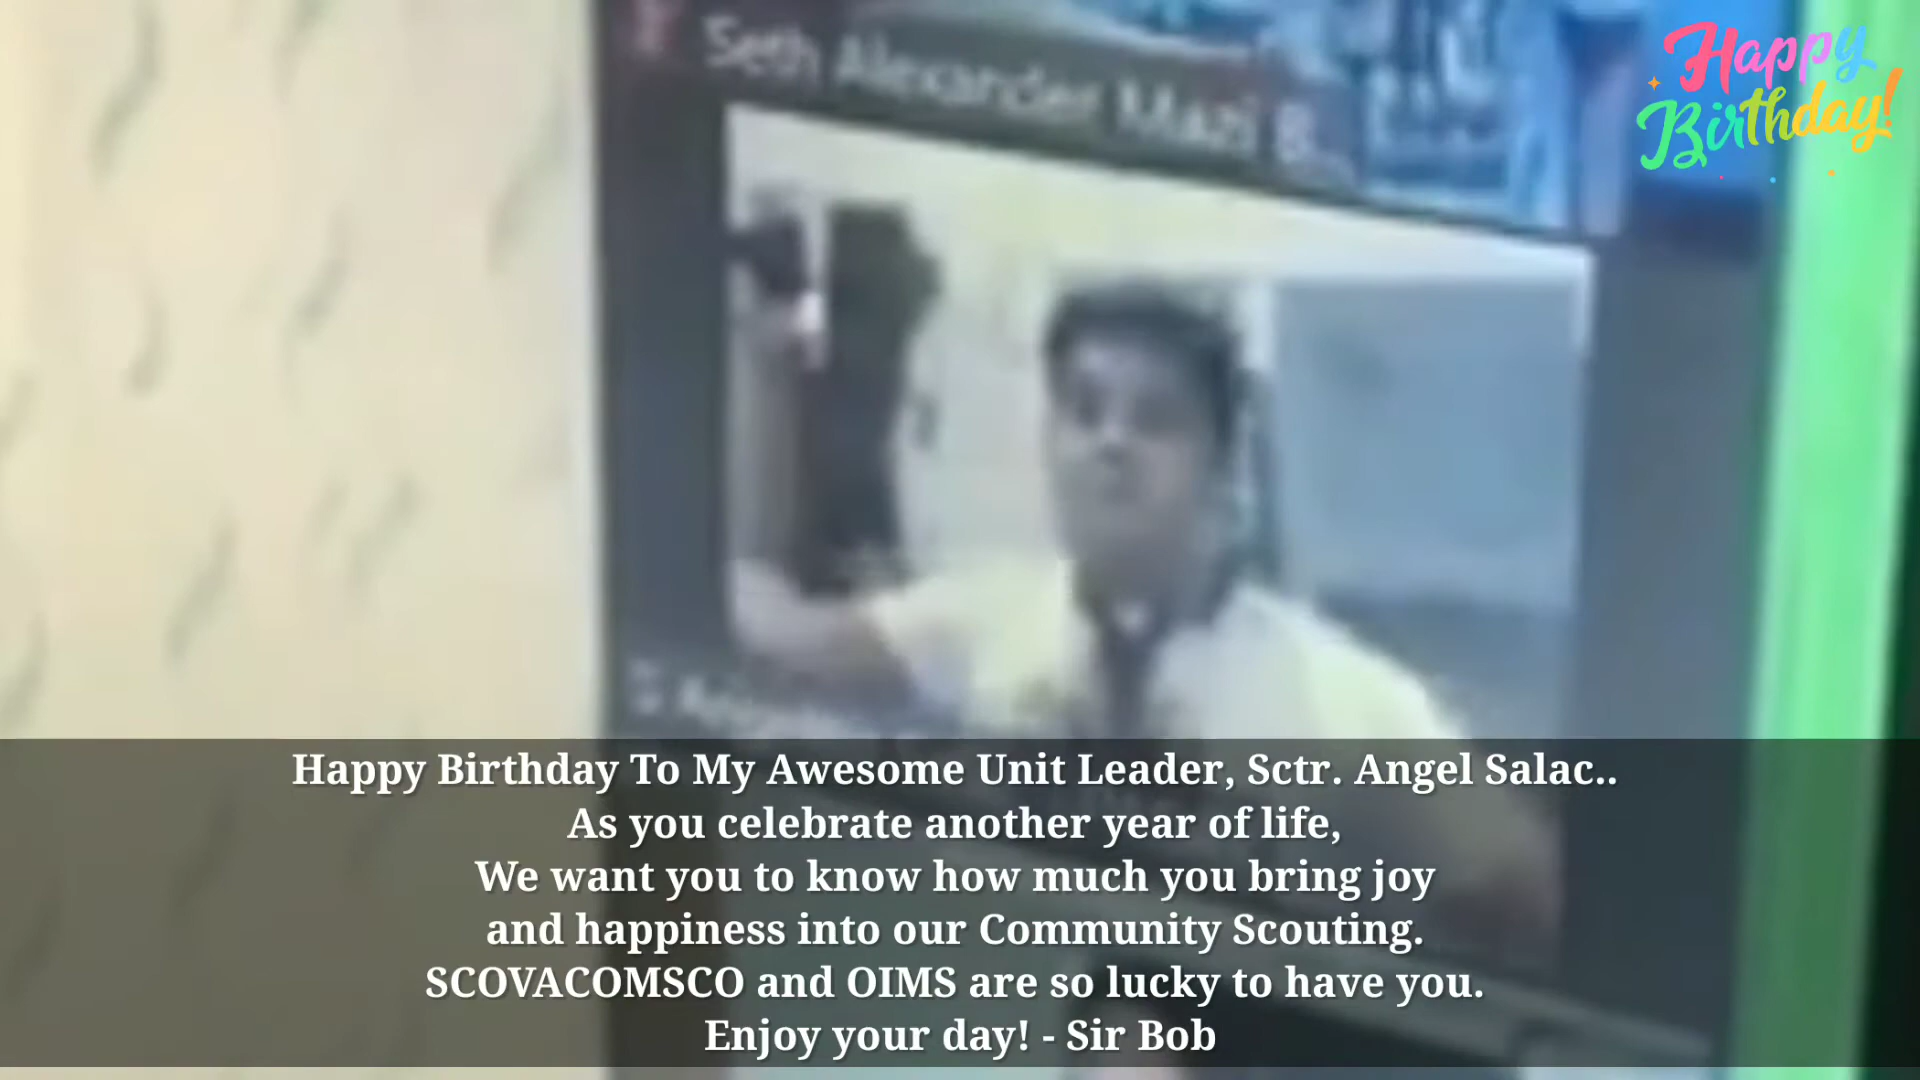 Happy
Birthday!
Seth Alexander Mazi B...
Happy Birthday To My Awesome Unit Leader, Sctr. Angel Salac..
As you celebrate another year of life,
We want you to know how much you bring joy
and happiness into our Community Scouting.
SCOVACOMSCO and OIMS are so lucky to have you.
Enjoy your day! - Sir Bob